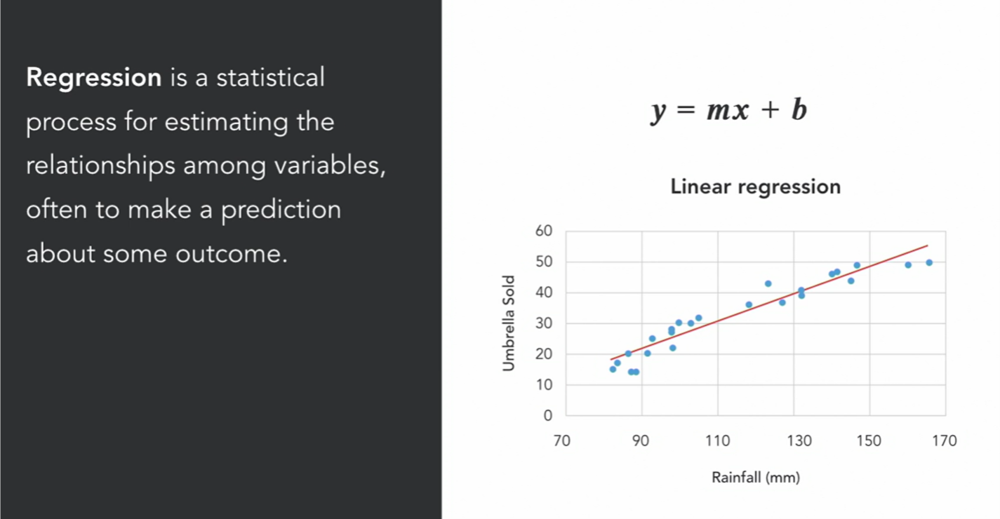 Regression is a statistical
process for estimating the
relationships among variables,
often to make a prediction
about some outcome.
y = mx + b
Linear regression
60
50
40
30
20
10
0
Umbrella Sold
70 90 110 130 150 170
Rainfall (mm)